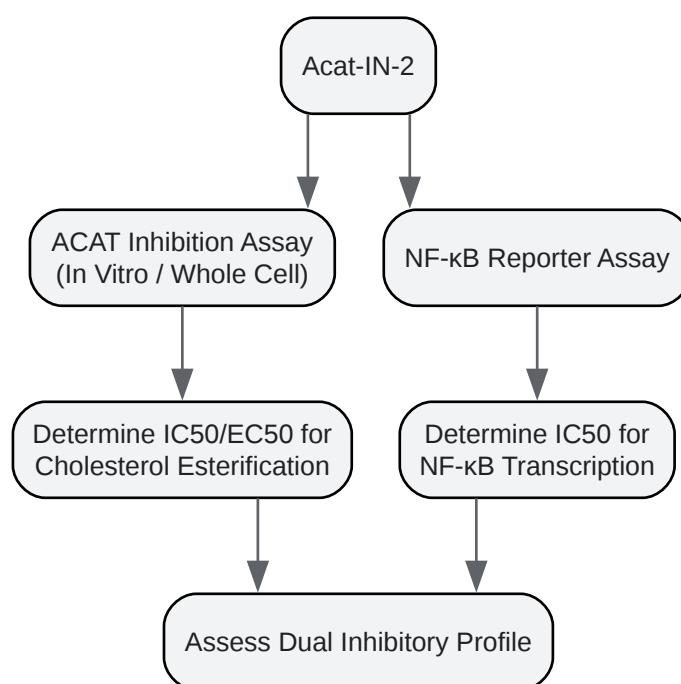 Acat-IN-2
ACAT Inhibition Assay
(In Vitro / Whole Cell)
NF-κB Reporter Assay
Determine IC50/EC50 for
Cholesterol Esterification
Determine IC50 for
NF-κB Transcription
Assess Dual Inhibitory Profile